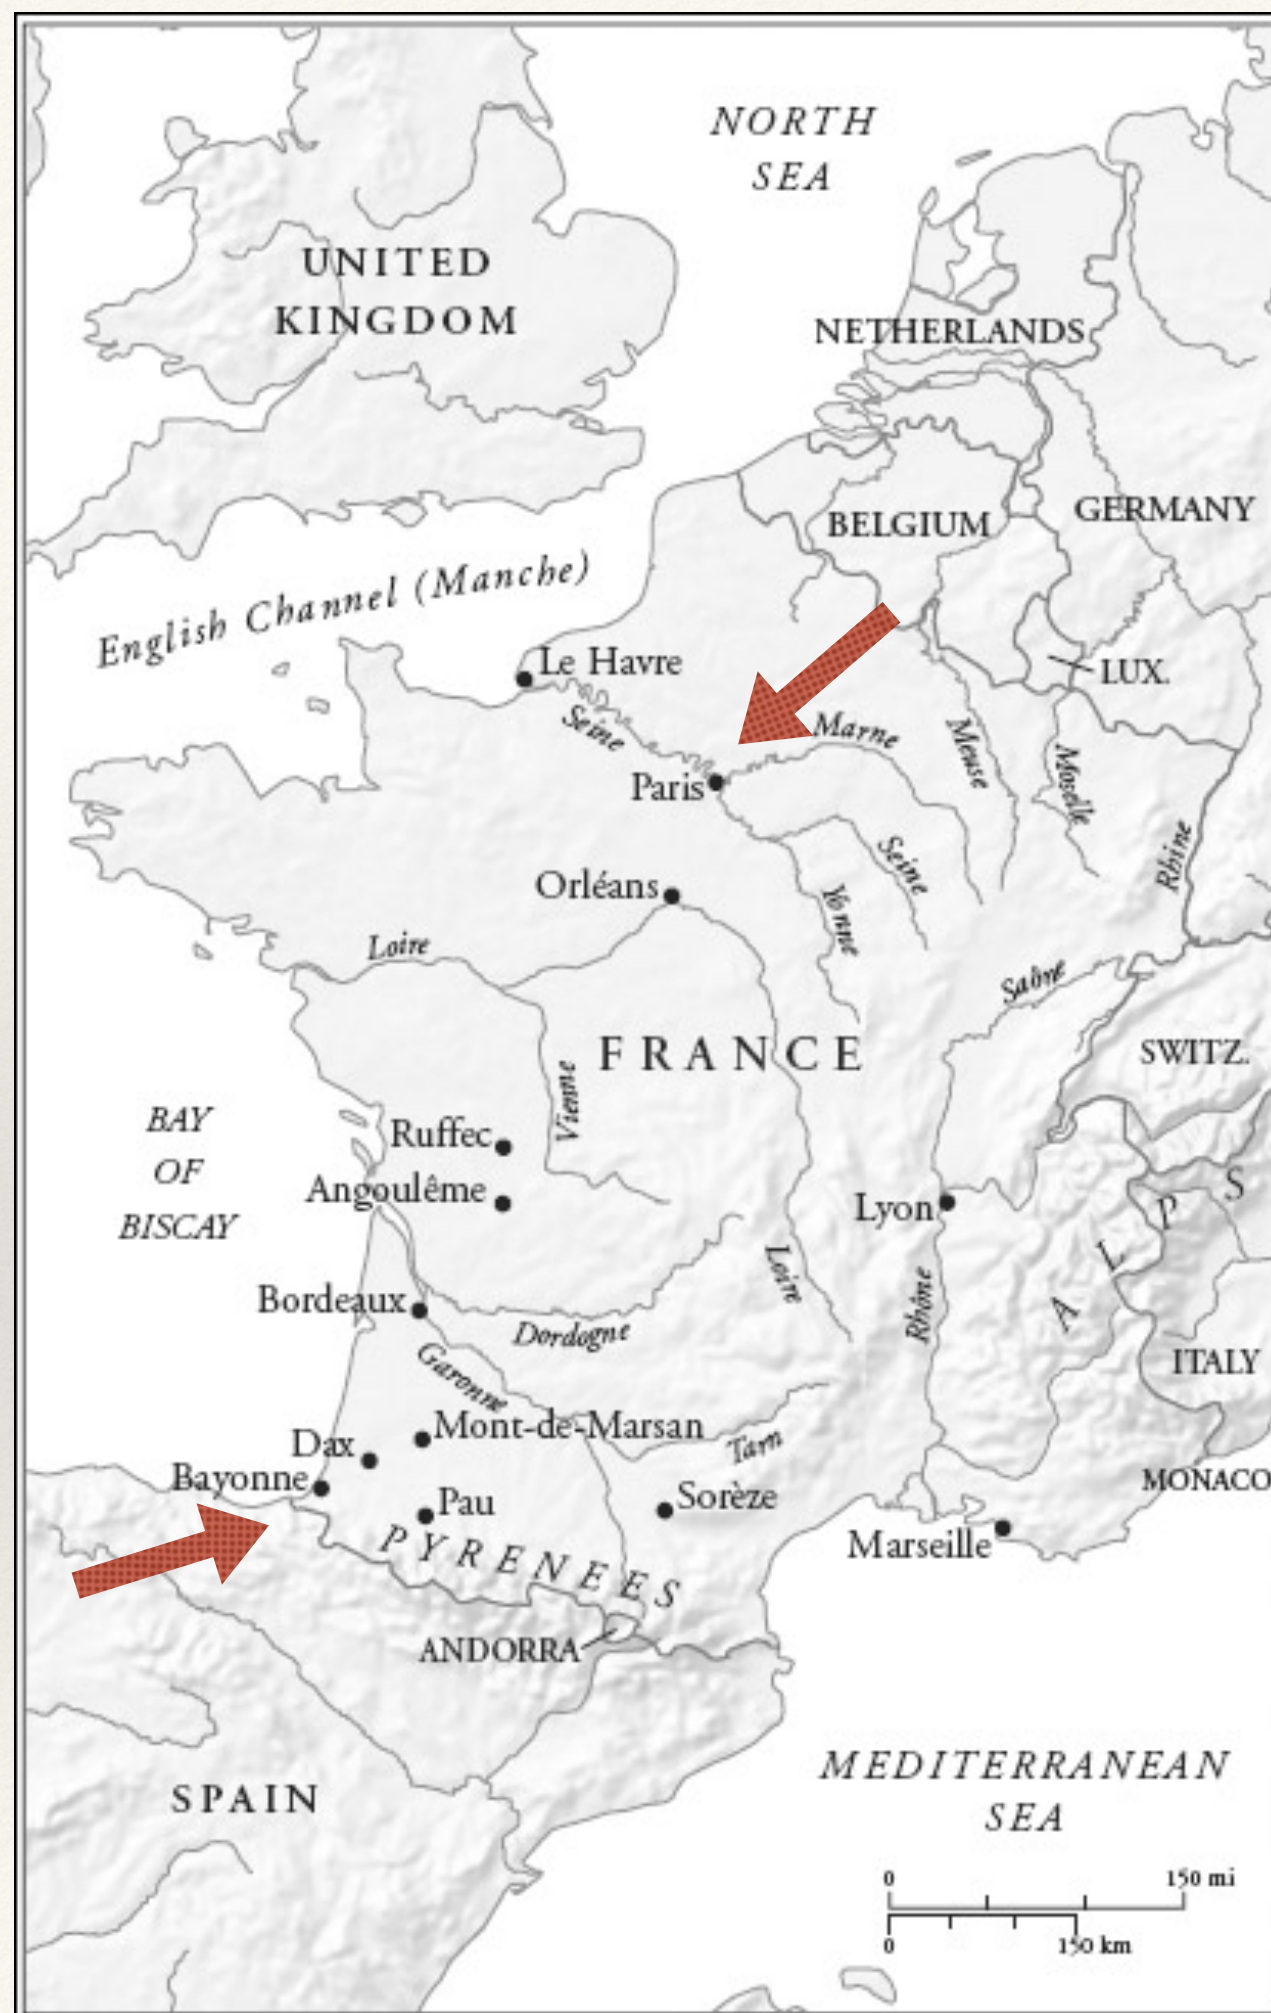 NORTH
SEA
UNITED
KINGDOM
NETHERLANDS
BELGIUM
GERMANY
English Channel (Manche)
Le Havre
LUX.
Seine
Marne
Meuse
Moselle
Paris
Rhine
Seine
Orléans
Yonne
Loire
Saône
FRANCE
SWITZ.
Vienne
BAY
OF
BISCAY
Ruffec
Angoulême
Lyon
ALPS
Loire
Rhône
Bordeaux
Dordogne
Garonne
ITALY
Mont-de-Marsan
Dax
Tarn
Bayonne
MONACO
Pau
Sorèze
PYRENEES
Marseille
ANDORRA
MEDITERRANEAN
SEA
SPAIN
0 150 mi
0 150 km